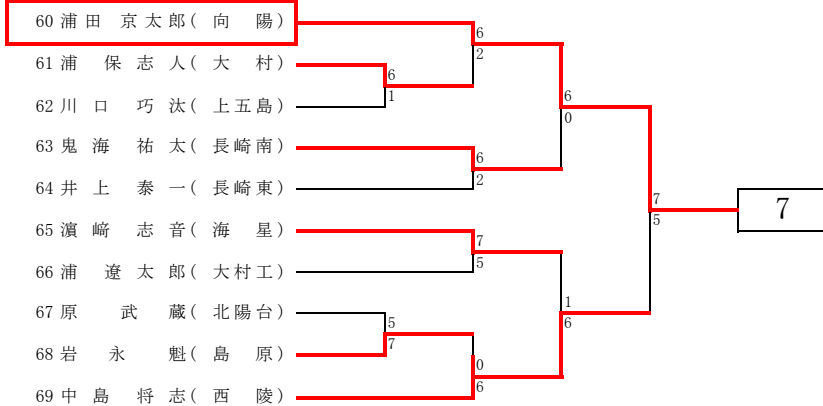 60 浦 田 京 太 郎 ( 向 陽 )
6
2
61 浦 保 志 人 ( 大 村 )
6
1
62 川 口 巧 汰 ( 上 五 島 )
6
0
63 鬼 海 祐 太 ( 長 崎 南 )
6
2
64 井 上 泰 一 ( 長 崎 東 )
7
5
7
65 濵 﨑 志 音 ( 海 星 )
7
5
66 浦 遼 太 郎 ( 大 村 工 )
1
6
67 原 武 蔵 ( 北 陽 台 )
5
7
68 岩 永 魁 ( 島 原 )
0
6
69 中 島 将 志 ( 西 陵 )